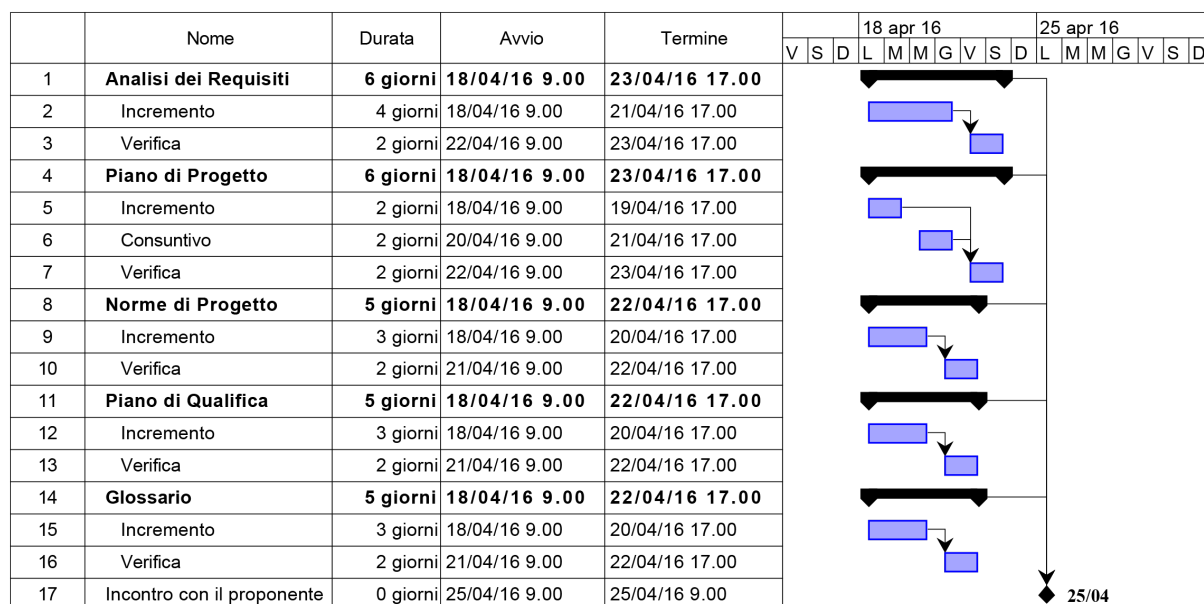 Nome Durata Avvio Termine 18 apr 16 25 apr 16
V S D L M M G V S D L M M G V S D
1 Analisi dei Requisiti 6 giorni 18/04/16 9.00 23/04/16 17.00
2 Incremento 4 giorni 18/04/16 9.00 21/04/16 17.00
3 Verifica 2 giorni 22/04/16 9.00 23/04/16 17.00
4 Piano di Progetto 6 giorni 18/04/16 9.00 23/04/16 17.00
5 Incremento 2 giorni 18/04/16 9.00 19/04/16 17.00
6 Consuntivo 2 giorni 20/04/16 9.00 21/04/16 17.00
7 Verifica 2 giorni 22/04/16 9.00 23/04/16 17.00
8 Norme di Progetto 5 giorni 18/04/16 9.00 22/04/16 17.00
9 Incremento 3 giorni 18/04/16 9.00 20/04/16 17.00
10 Verifica 2 giorni 21/04/16 9.00 22/04/16 17.00
11 Piano di Qualifica 5 giorni 18/04/16 9.00 22/04/16 17.00
12 Incremento 3 giorni 18/04/16 9.00 20/04/16 17.00
13 Verifica 2 giorni 21/04/16 9.00 22/04/16 17.00
14 Glossario 5 giorni 18/04/16 9.00 22/04/16 17.00
15 Incremento 3 giorni 18/04/16 9.00 20/04/16 17.00
16 Verifica 2 giorni 21/04/16 9.00 22/04/16 17.00
17 Incontro con il proponente 0 giorni 25/04/16 9.00 25/04/16 9.00 25/04